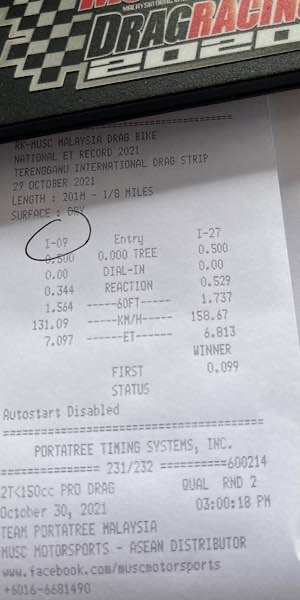 MALAYSIAN
DRAGRACING
2020
RK-MUSC MALAYSIA DRAG BIKE
NATIONAL ET RECORD 2021
TERENGGANU INTERNATIONAL DRAG STRIP
27 OCTOBER 2021
LENGTH : 201M - 1/8 MILES
SURFACE : DRY
I-09 Entry I-27
0.500 0.000 TREE 0.500
0.00 DIAL-IN 0.00
0.344 REACTION 0.529
1.564 -----60FT----- 1.737
131.09 -----KM/H----- 158.67
7.097 ------ET------ 6.813
WINNER
FIRST 0.099
STATUS
Autostart Disabled
=====================================
PORTATREE TIMING SYSTEMS, INC.
=============== 231/232 ==========600214
2T<150cc PRO DRAG QUAL RND 2
October 30, 2021 03:00:18 PM
TEAM PORTATREE MALAYSIA
MUSC MOTORSPORTS - ASEAN DISTRIBUTOR
www.facebook.com/muscmotorsports
+6016-6681490